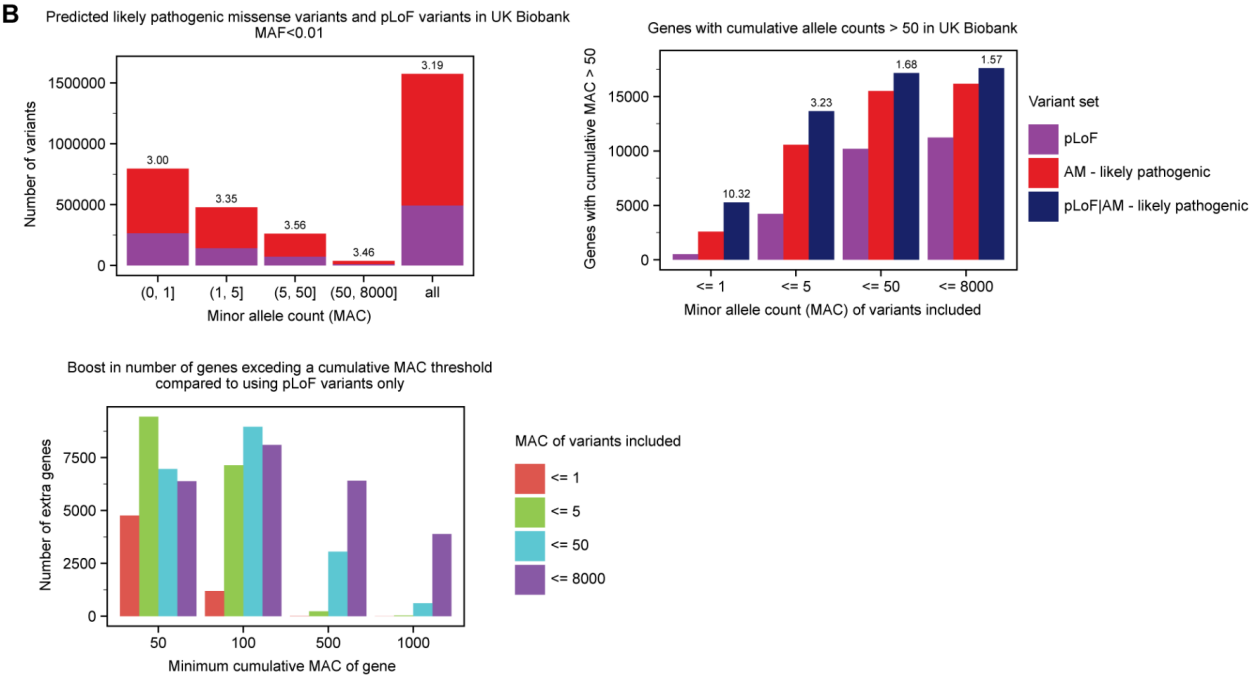 B
Predicted likely pathogenic missense variants and pLoF variants in UK Biobank
MAF<0.01
Number of variants
1500000
1000000
500000
0
3.00
3.35
3.56
3.46
3.19
(0, 1]
(1, 5]
(5, 50]
(50, 8000]
all
Minor allele count (MAC)
Genes with cumulative allele counts > 50 in UK Biobank
Genes with cumulative MAC > 50
15000
10000
5000
0
10.32
3.23
1.68
1.57
<= 1
<= 5
<= 50
<= 8000
Minor allele count (MAC) of variants included
Variant set
pLoF
AM - likely pathogenic
pLoF|AM - likely pathogenic
Boost in number of genes exceding a cumulative MAC threshold
compared to using pLoF variants only
Number of extra genes
7500
5000
2500
0
50
100
500
1000
Minimum cumulative MAC of gene
MAC of variants included
<= 1
<= 5
<= 50
<= 8000